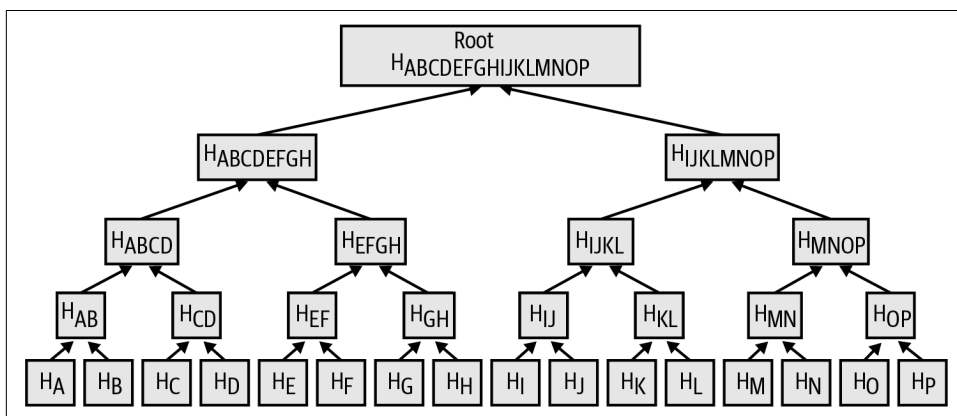 Root
HABCDEFGHIJKLMNOP
HABCDEFGH HIJKLMNOP
HABCD HEFGH HIJKL HMNOP
HAB HCD HEF HGH HIJ HKL HMN HOP
HA HB HC HD HE HF HG HH HI HJ HK HL HM HN HO HP